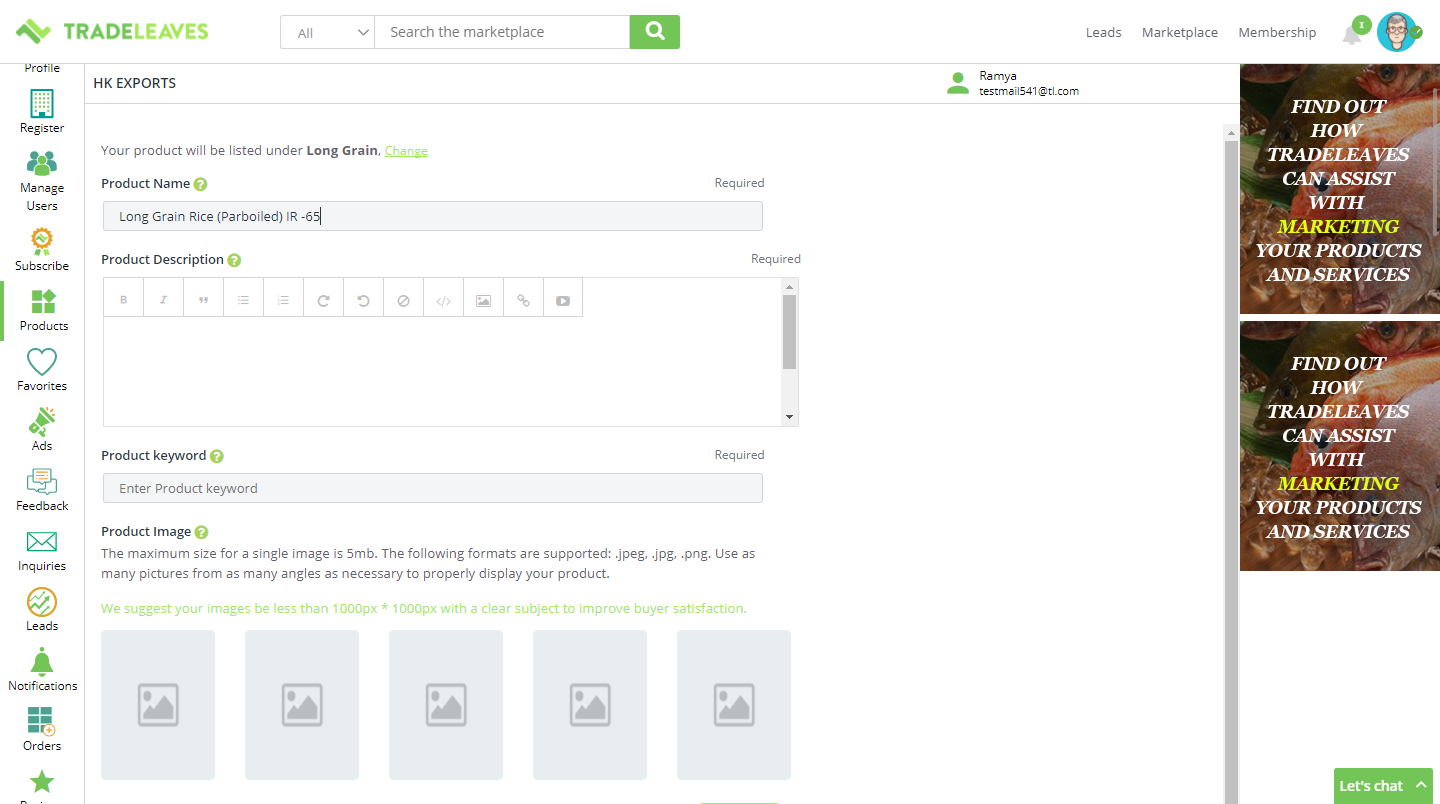 TRADELEAVES
All
Search the marketplace
Leads
Marketplace
Membership
I
Profile
Register
Manage
Users
Subscribe
Products
Favorites
Ads
Feedback
Inquiries
Leads
Notifications
Orders
HK EXPORTS
Ramya
testmail541@tl.com
Your product will be listed under Long Grain, Change
Product Name ?
Required
Long Grain Rice (Parboiled) IR -65
Product Description ?
Required
B I
Product keyword ?
Required
Enter Product keyword
Product Image ?
The maximum size for a single image is 5mb. The following formats are supported: .jpeg, .jpg, .png. Use as
many pictures from as many angles as necessary to properly display your product.
We suggest your images be less than 1000px * 1000px with a clear subject to improve buyer satisfaction.
FIND OUT
HOW
TRADELEAVES
CAN ASSIST
WITH
MARKETING
YOUR PRODUCTS
AND SERVICES
FIND OUT
HOW
TRADELEAVES
CAN ASSIST
WITH
MARKETING
YOUR PRODUCTS
AND SERVICES
Let's chat